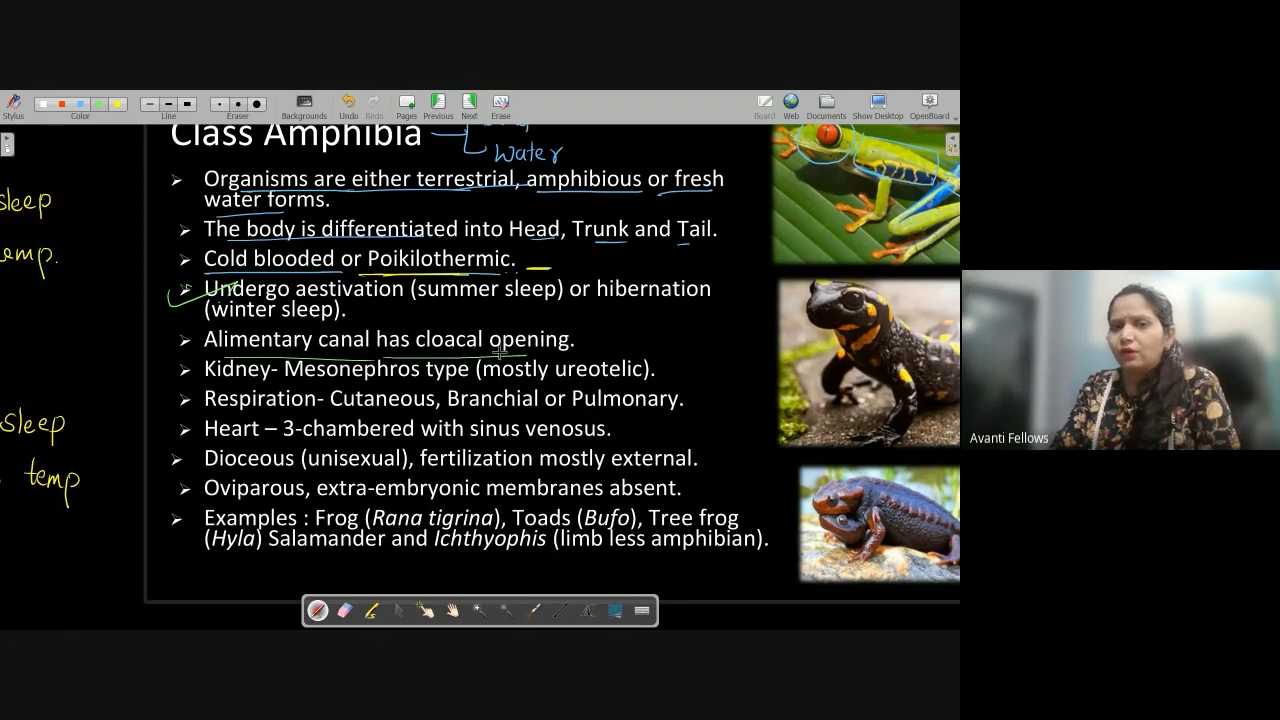 Stylus
Color
Line
Eraser
Backgrounds
Undo
Redo
Pages
Previous
Next
Erase
Board
Web
Documents
Show Desktop
OpenBoard
Class Amphibia
Water
sleep
emp.
➢ Organisms are either terrestrial, amphibious or fresh
water forms.
➢ The body is differentiated into Head, Trunk and Tail.
➢ Cold blooded or Poikilothermic.
➢ Undergo aestivation (summer sleep) or hibernation
(winter sleep).
➢ Alimentary canal has cloacal opening.
➢ Kidney- Mesonephros type (mostly ureotelic).
➢ Respiration- Cutaneous, Branchial or Pulmonary.
➢ Heart – 3-chambered with sinus venosus.
➢ Dioceous (unisexual), fertilization mostly external.
➢ Oviparous, extra-embryonic membranes absent.
➢ Examples : Frog (Rana tigrina), Toads (Bufo), Tree frog
(Hyla) Salamander and Ichthyophis (limb less amphibian).
sleep
temp
Avanti Fellows